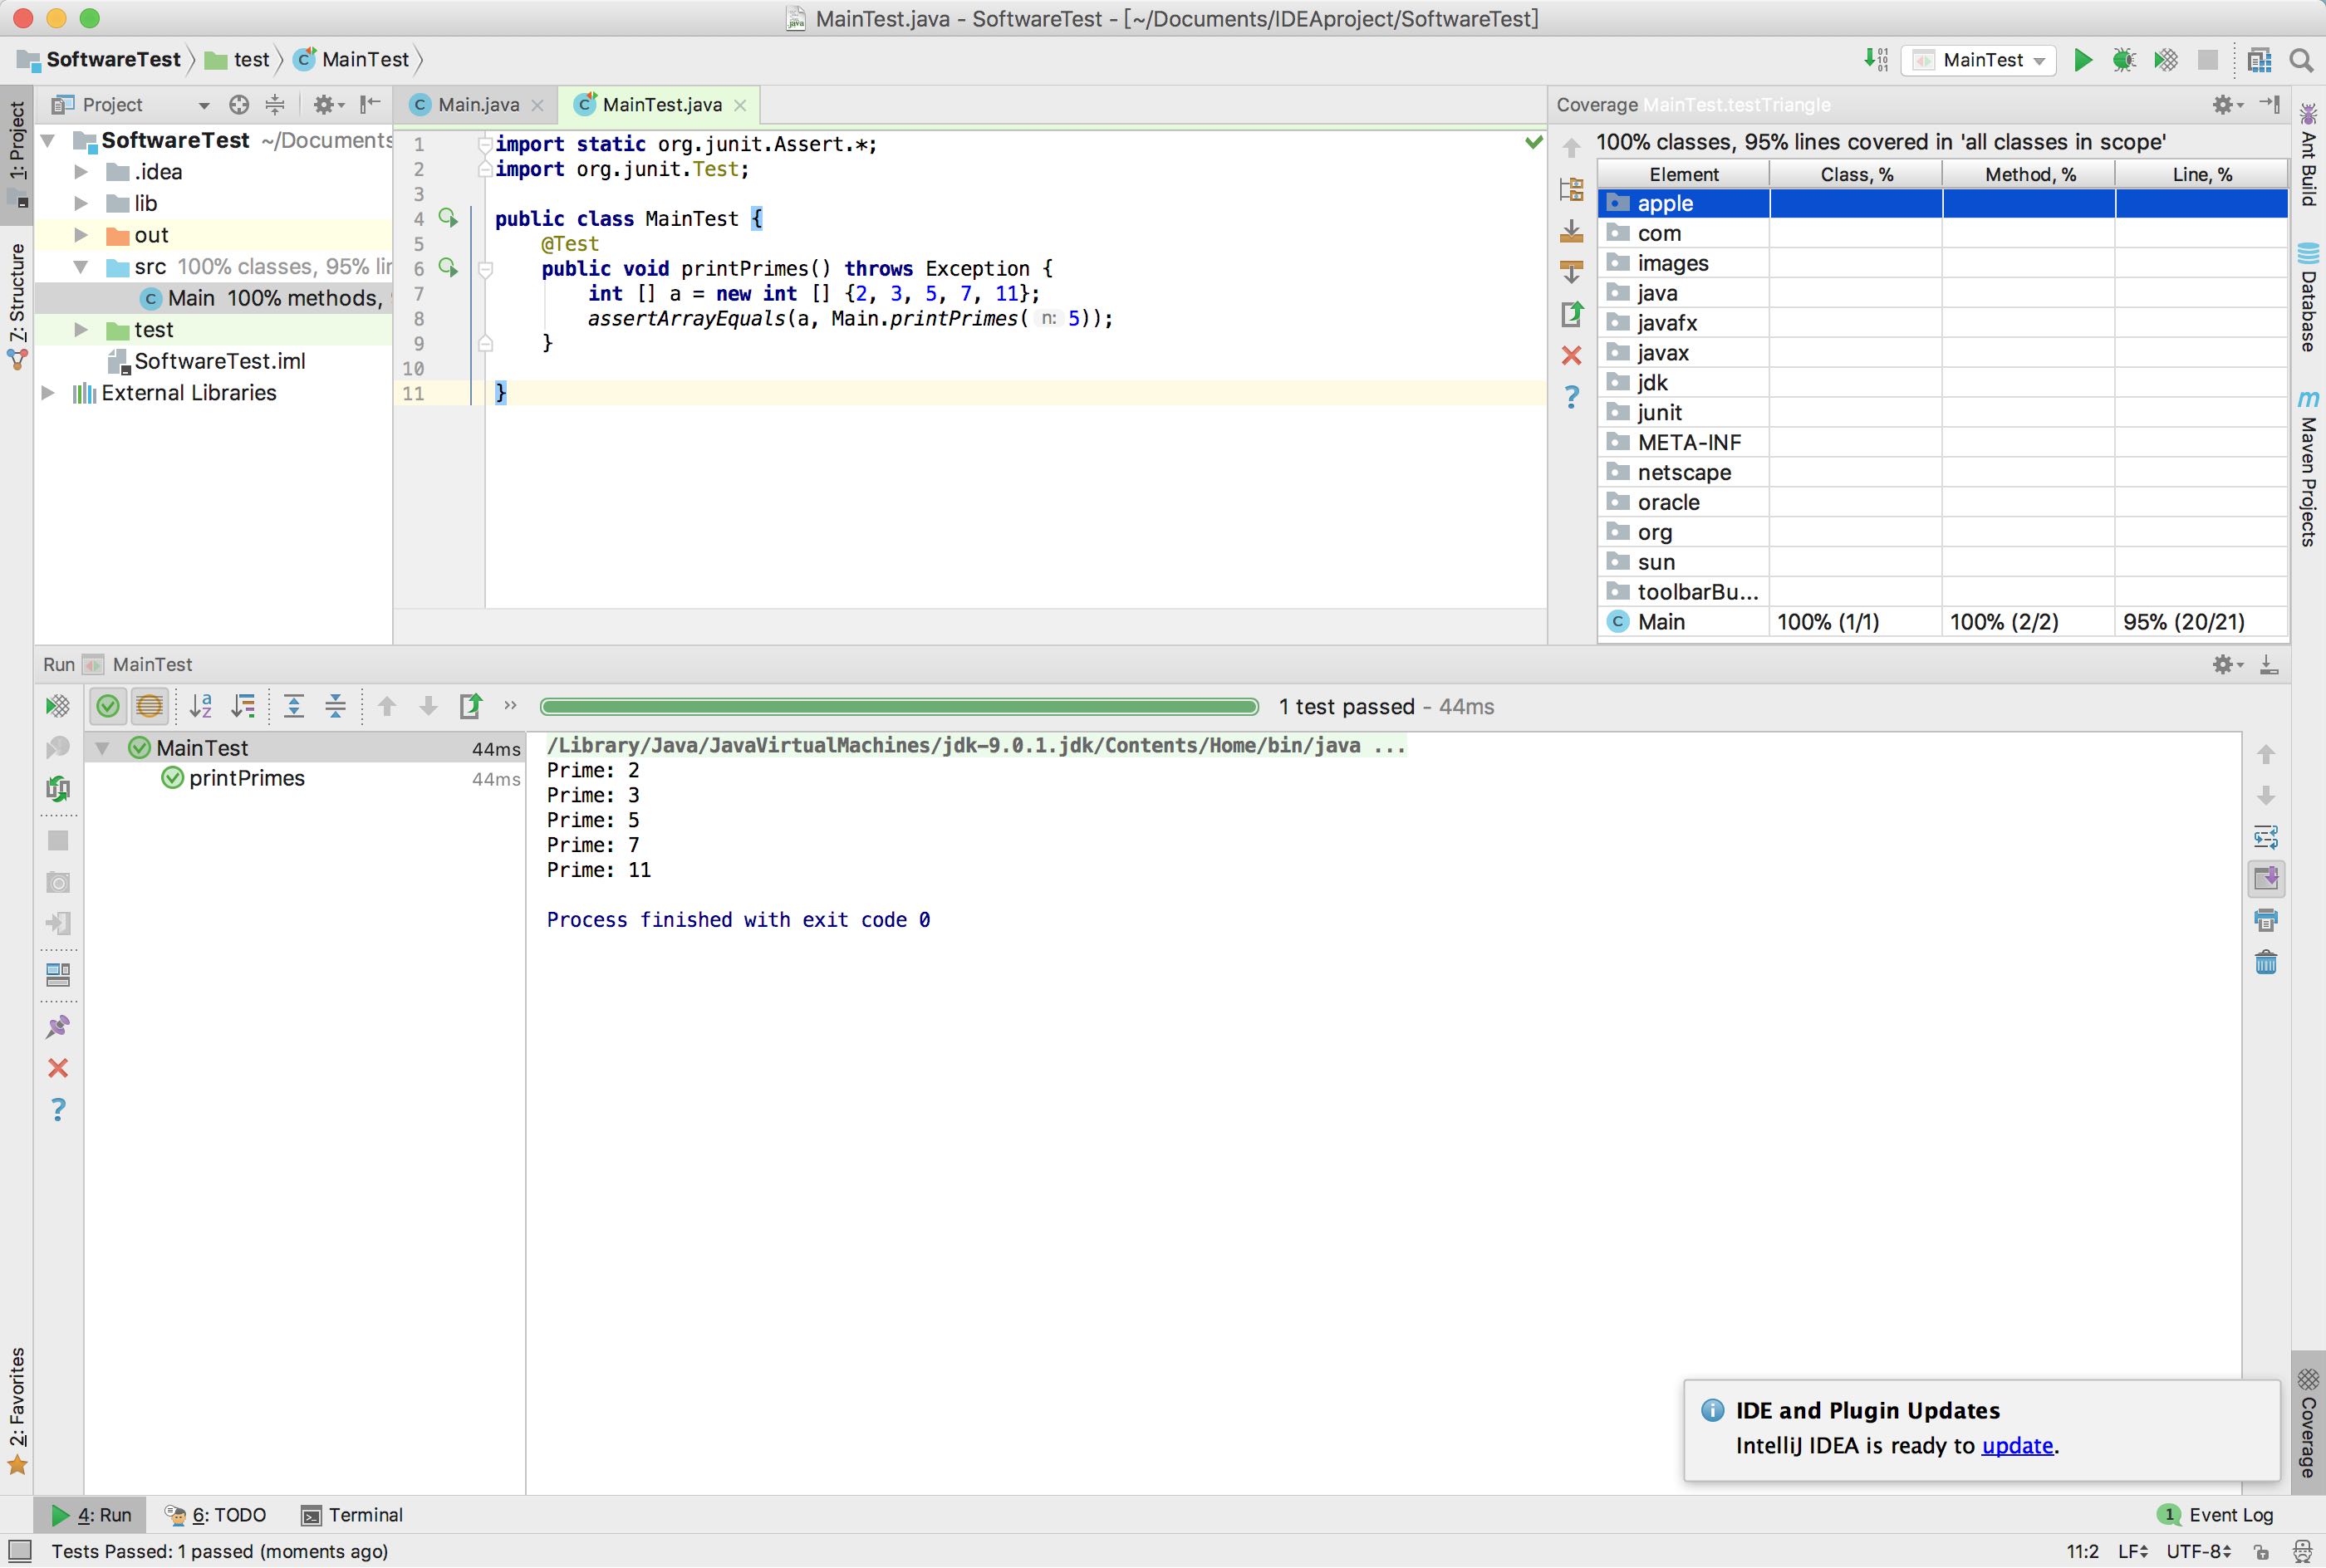 MainTest.java - SoftwareTest - [~/Documents/IDEAproject/SoftwareTest]
SoftwareTest test MainTest
MainTest
1: Project
Z: Structure
2: Favorites
Project
SoftwareTest ~/Documents
.idea
lib
out
src 100% classes, 95% lin
Main 100% methods,
test
SoftwareTest.iml
External Libraries
Main.java MainTest.java
1 import static org.junit.Assert.*;
2 import org.junit.Test;
3
4 public class MainTest {
5 @Test
6 public void printPrimes() throws Exception {
7 int [] a = new int [] {2, 3, 5, 7, 11};
8 assertArrayEquals(a, Main.printPrimes( n: 5));
9 }
10
11 }
Coverage MainTest.testTriangle
100% classes, 95% lines covered in 'all classes in scope'
Element Class, % Method, % Line, %
apple
com
images
java
javafx
javax
jdk
junit
META-INF
netscape
oracle
org
sun
toolbarBu...
Main 100% (1/1) 100% (2/2) 95% (20/21)
Ant Build
Database
Maven Projects
Coverage
Run MainTest
1 test passed - 44ms
MainTest 44ms
printPrimes 44ms
/Library/Java/JavaVirtualMachines/jdk-9.0.1.jdk/Contents/Home/bin/java ...
Prime: 2
Prime: 3
Prime: 5
Prime: 7
Prime: 11
Process finished with exit code 0
IDE and Plugin Updates
IntelliJ IDEA is ready to update.
4: Run 6: TODO Terminal
1 Event Log
Tests Passed: 1 passed (moments ago)
11:2 LF UTF-8